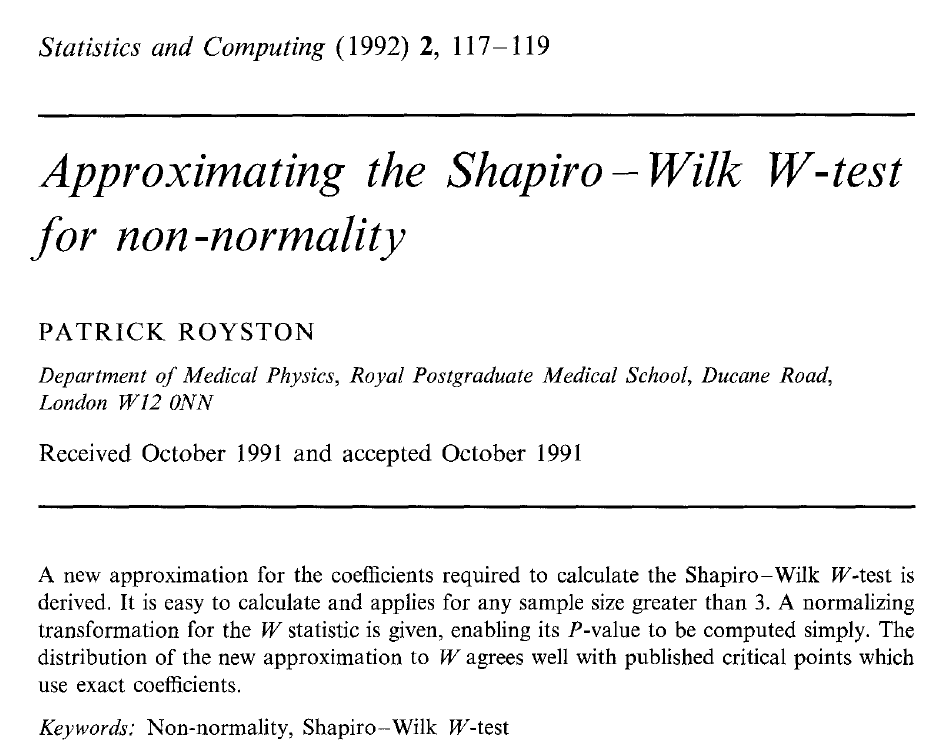 Statistics and Computing (1992) 2, 117–119
Approximating the Shapiro–Wilk W-test
for non-normality
PATRICK ROYSTON
Department of Medical Physics, Royal Postgraduate Medical School, Ducane Road,
London W12 0NN
Received October 1991 and accepted October 1991
A new approximation for the coefficients required to calculate the Shapiro–Wilk W-test is
derived. It is easy to calculate and applies for any sample size greater than 3. A normalizing
transformation for the W statistic is given, enabling its P-value to be computed simply. The
distribution of the new approximation to W agrees well with published critical points which
use exact coefficients.
Keywords: Non-normality, Shapiro–Wilk W-test